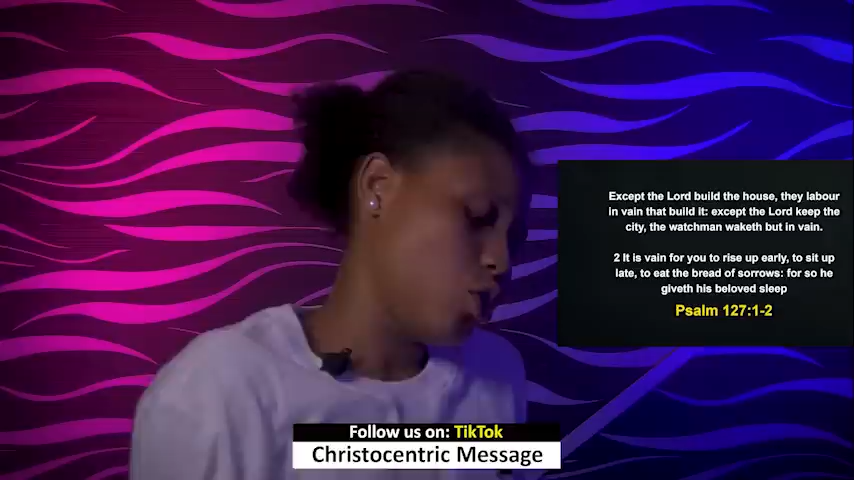 Except the Lord build the house, they labour
in vain that build it: except the Lord keep the
city, the watchman waketh but in vain.
2 It is vain for you to rise up early, to sit up
late, to eat the bread of sorrows: for so he
giveth his beloved sleep
Psalm 127:1-2
Follow us on: TikTok
Christocentric Message